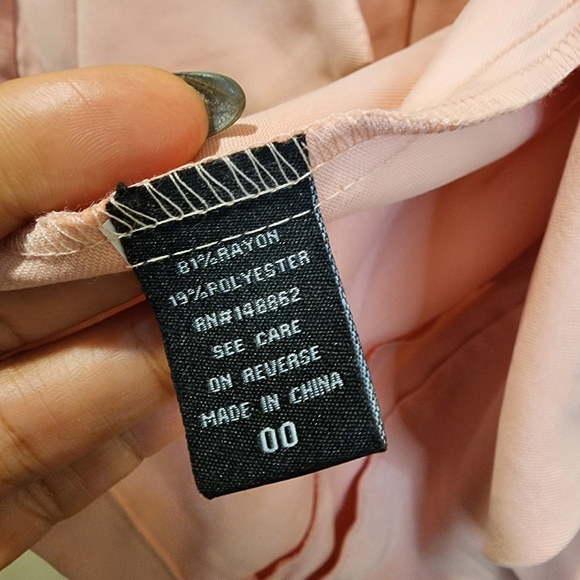 81%RAYON
19%POLYESTER
RN#148862
SEE CARE
ON REVERSE
MADE IN CHINA
00